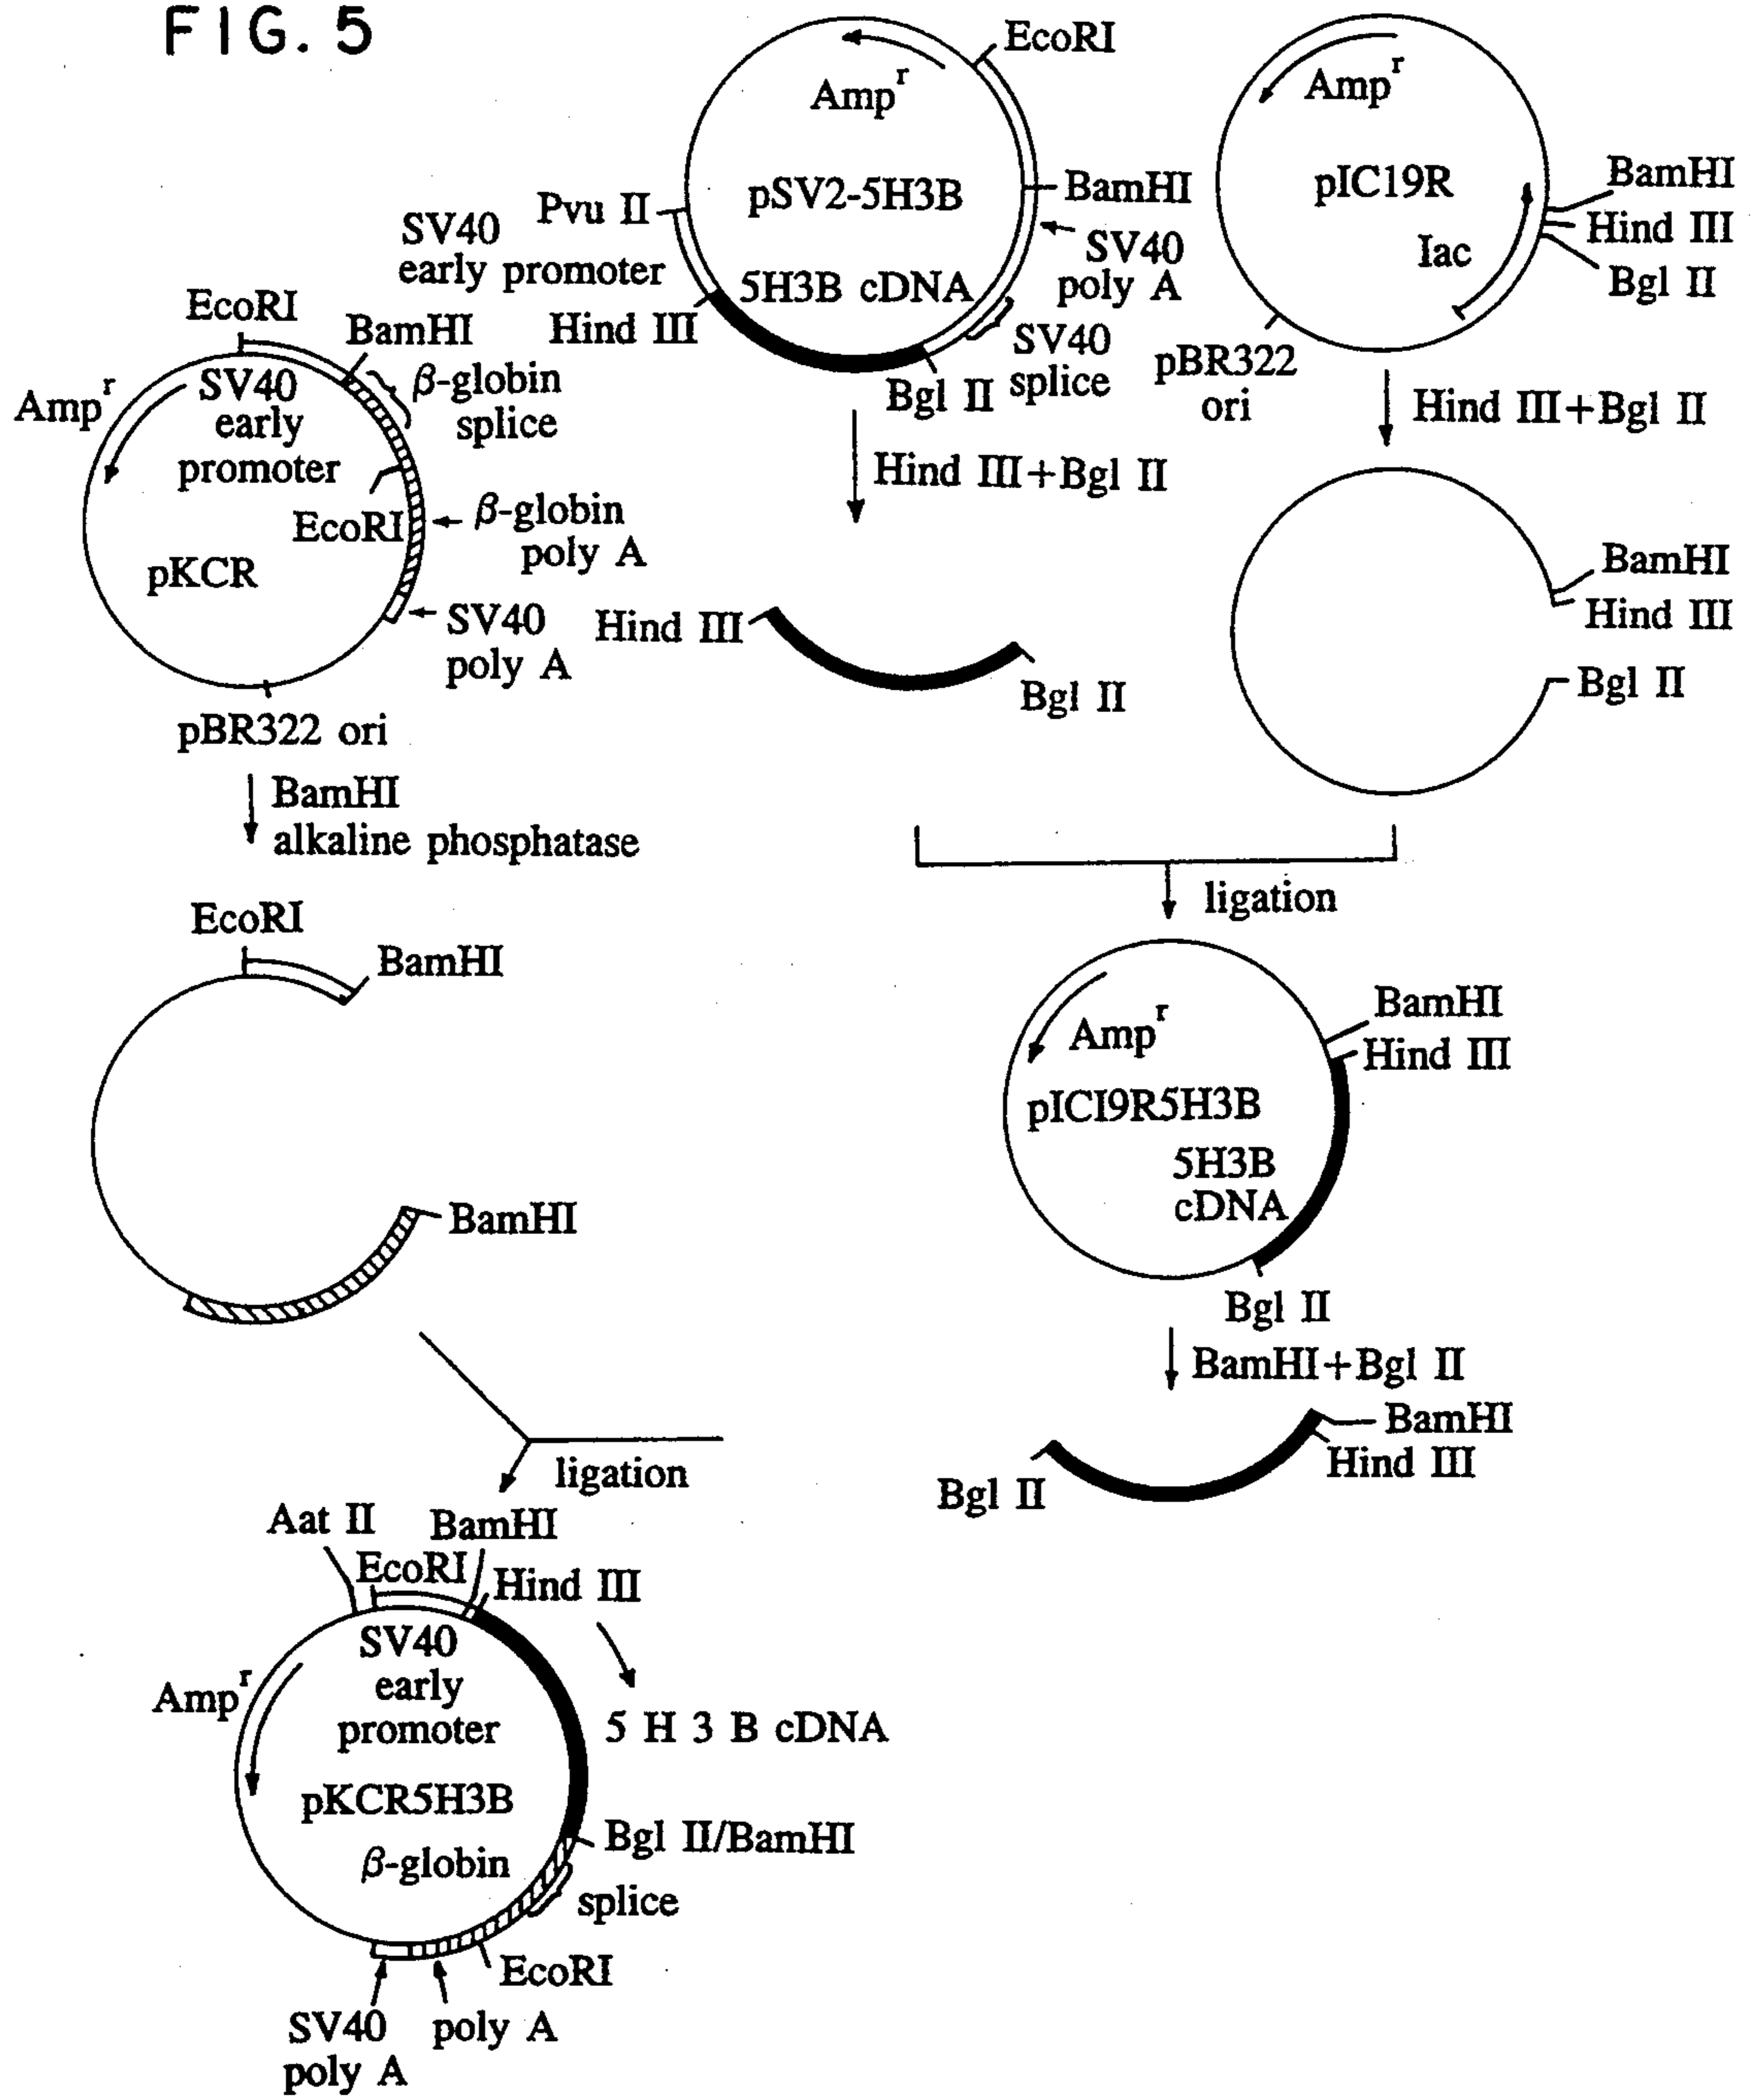 FIG. 5
EcoRI
Amp^r
pSV2-5H3B
BamHI
SV40
poly A
Pvu II
SV40
early promoter
5H3B cDNA
Hind III
Bgl II
SV40
splice
Amp^r
pIC19R
BamHI
Hind III
Bgl II
Iac
pBR322
ori
Hind III+Bgl II
EcoRI
BamHI
β-globin
splice
Amp^r
SV40
early
promoter
EcoRI
β-globin
poly A
pKCR
SV40
poly A
pBR322 ori
Hind III+Bgl II
Hind III
Bgl II
BamHI
Hind III
Bgl II
BamHI
alkaline phosphatase
ligation
EcoRI
BamHI
BamHI
Amp^r
BamHI
Hind III
pICI9R5H3B
5H3B
cDNA
Bgl II
BamHI+Bgl II
BamHI
Hind III
Bgl II
ligation
Aat II
BamHI
EcoRI
Hind III
SV40
early
promoter
Amp^r
5 H 3 B cDNA
pKCR5H3B
Bgl II/BamHI
β-globin
splice
EcoRI
SV40
poly A
poly A